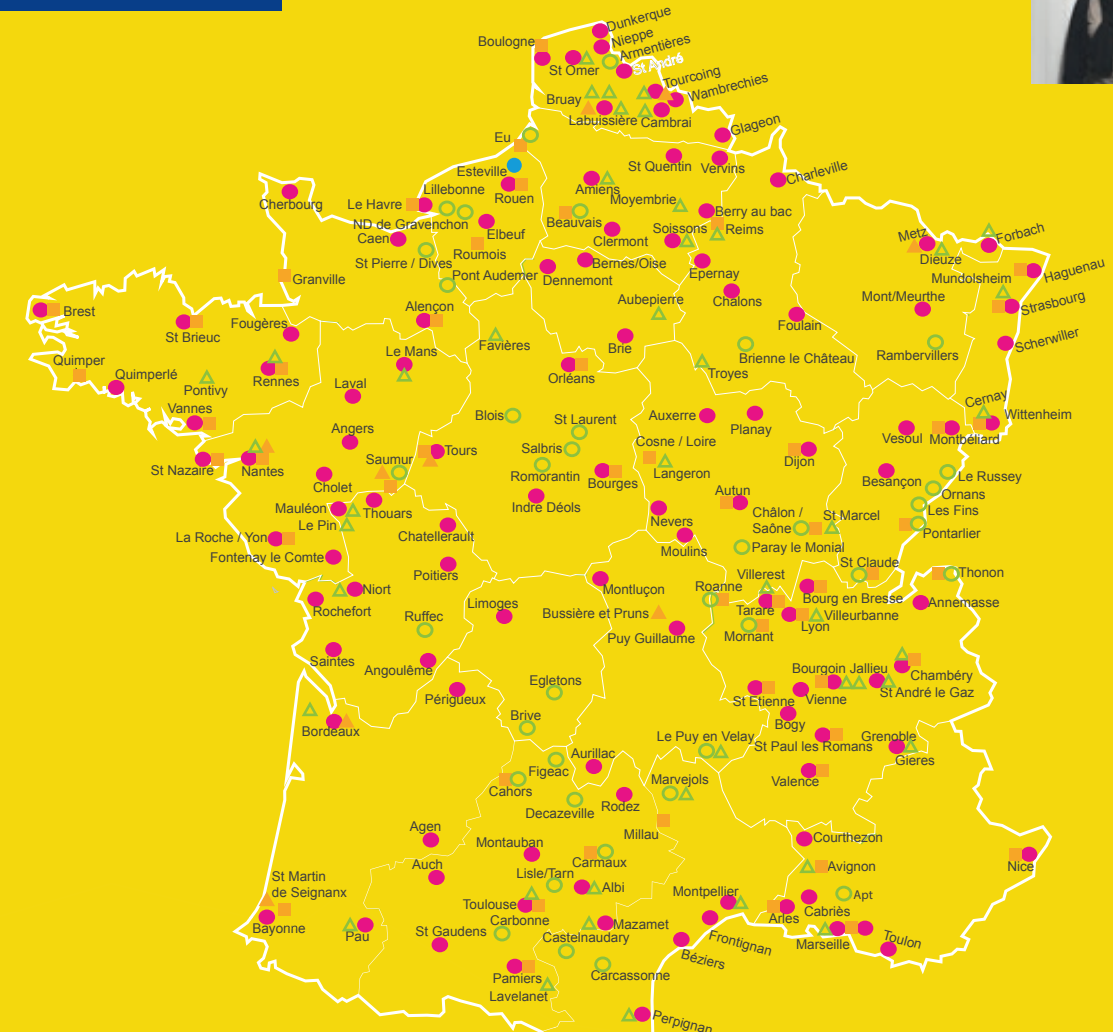 Dunkerque
Nieppe
Armentières
Boulogne
St Omer
St André
Tourcoing
Wambrechies
Bruay
Labuissière
Cambrai
Glageon
Eu
Esteville
St Quentin
Vervins
Charleville
Lillebonne
Rouen
Amiens
Moyembrie
Cherbourg
Le Havre
ND de Gravenchon
Elbeuf
Beauvais
Clermont
Berry au bac
Soissons
Reims
Caen
Roumois
St Pierre / Dives
Pont Audemer
Dennemont
Bernes/Oise
Epernay
Chalons
Metz
Dieuze
Forbach
Mundolsheim
Haguenau
Granville
Brest
St Brieuc
Fougères
Alençon
Aubepierre
Foulain
Mont/Meurthe
Strasbourg
Favières
Brie
Brienne le Château
Rambervillers
Scherwiller
Quimper
Quimperlé
Pontivy
Rennes
Le Mans
Laval
Orléans
Troyes
Cernay
Wittenheim
Vannes
Angers
Blois
St Laurent
Auxerre
Planay
Vesoul
Montbéliard
St Nazaire
Nantes
Saumur
Tours
Salbris
Romorantin
Bourges
Cosne / Loire
Langeron
Dijon
Besançon
Le Russey
Ornans
Les Fins
Pontarlier
Cholet
Mauléon
Thouars
Le Pin
Indre Déols
Nevers
Autun
Châlon /
Saône
St Marcel
La Roche / Yon
Chatellerault
Moulins
Paray le Monial
Fontenay le Comte
Poitiers
Montluçon
St Claude
Thonon
Niort
Rochefort
Limoges
Roanne
Villerest
Bourg en Bresse
Annemasse
Ruffec
Bussière et Pruns
Tarare
Villeurbanne
Lyon
Puy Guillaume
Mornant
Saintes
Angoulême
Périgueux
Egletons
Bourgoin Jallieu
Chambéry
St André le Gaz
St Etienne
Vienne
Bordeaux
Brive
Bogy
Le Puy en Velay
St Paul les Romans
Grenoble
Gieres
Aurillac
Figeac
Cahors
Marvejols
Valence
Decazeville
Rodez
Millau
Agen
Montauban
Carmaux
Courthezon
Nice
Auch
Lisle/Tarn
Albi
Avignon
St Martin
de Seignanx
Toulouse
Carbonne
Montpellier
Apt
Cabriès
Arles
Bayonne
Pau
St Gaudens
Castelnaudary
Mazamet
Frontignan
Béziers
Marseille
Toulon
Pamiers
Lavelanet
Carcassonne
Perpignan